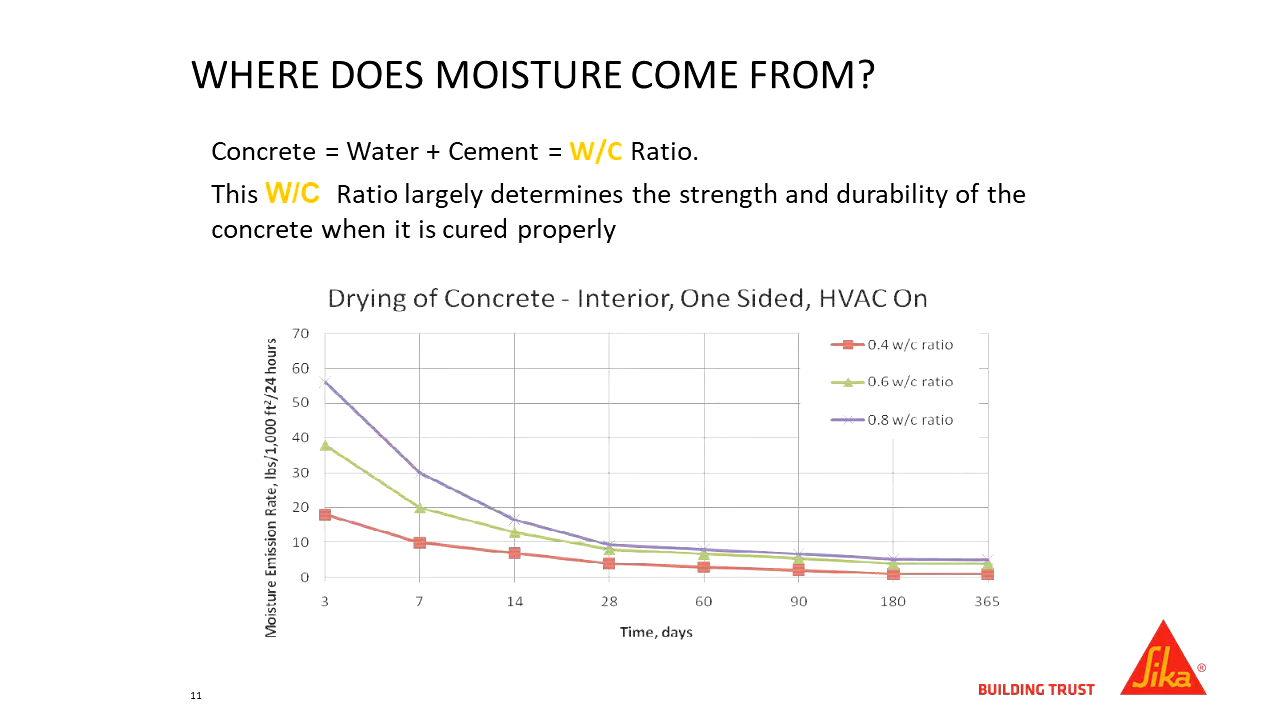 WHERE DOES MOISTURE COME FROM?
Concrete = Water + Cement = W/C Ratio.
This W/C Ratio largely determines the strength and durability of the
concrete when it is cured properly
Drying of Concrete - Interior, One Sided, HVAC On
Moisture Emission Rate, lbs/1,000 ft²/24 hours
70
60
50
40
30
20
10
0
0.4 w/c ratio
0.6 w/c ratio
0.8 w/c ratio
3 7 14 28 60 90 180 365
Time, days
11
BUILDING TRUST
Sika®